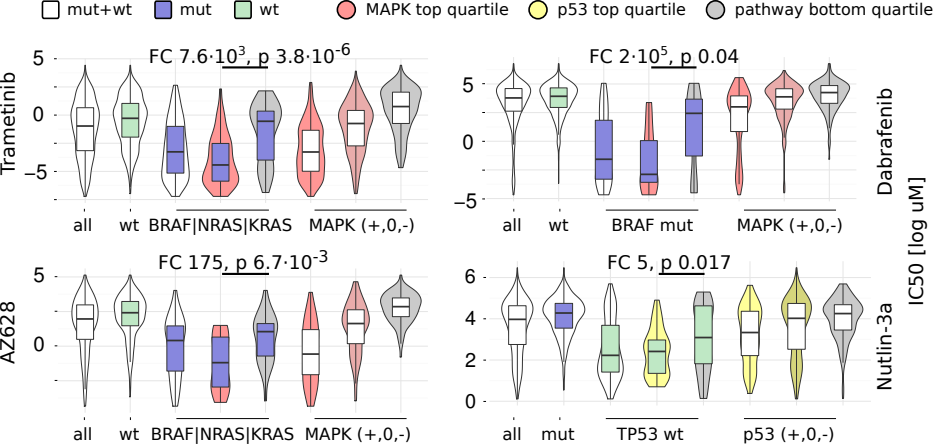 mut+wt mut wt MAPK top quartile p53 top quartile pathway bottom quartile
FC 7.6·10³, p 3.8·10⁻⁶
5
0
−5
Trametinib
all wt BRAF|NRAS|KRAS MAPK (+,0,-)
FC 2·10⁵, p 0.04
5
0
−5
Dabrafenib
all wt BRAF mut MAPK (+,0,-)
IC50 [log uM]
FC 175, p 6.7·10⁻³
5
0
AZ628
all wt BRAF|NRAS|KRAS MAPK (+,0,-)
FC 5, p 0.017
6
4
2
0
Nutlin-3a
all mut TP53 wt p53 (+,0,-)